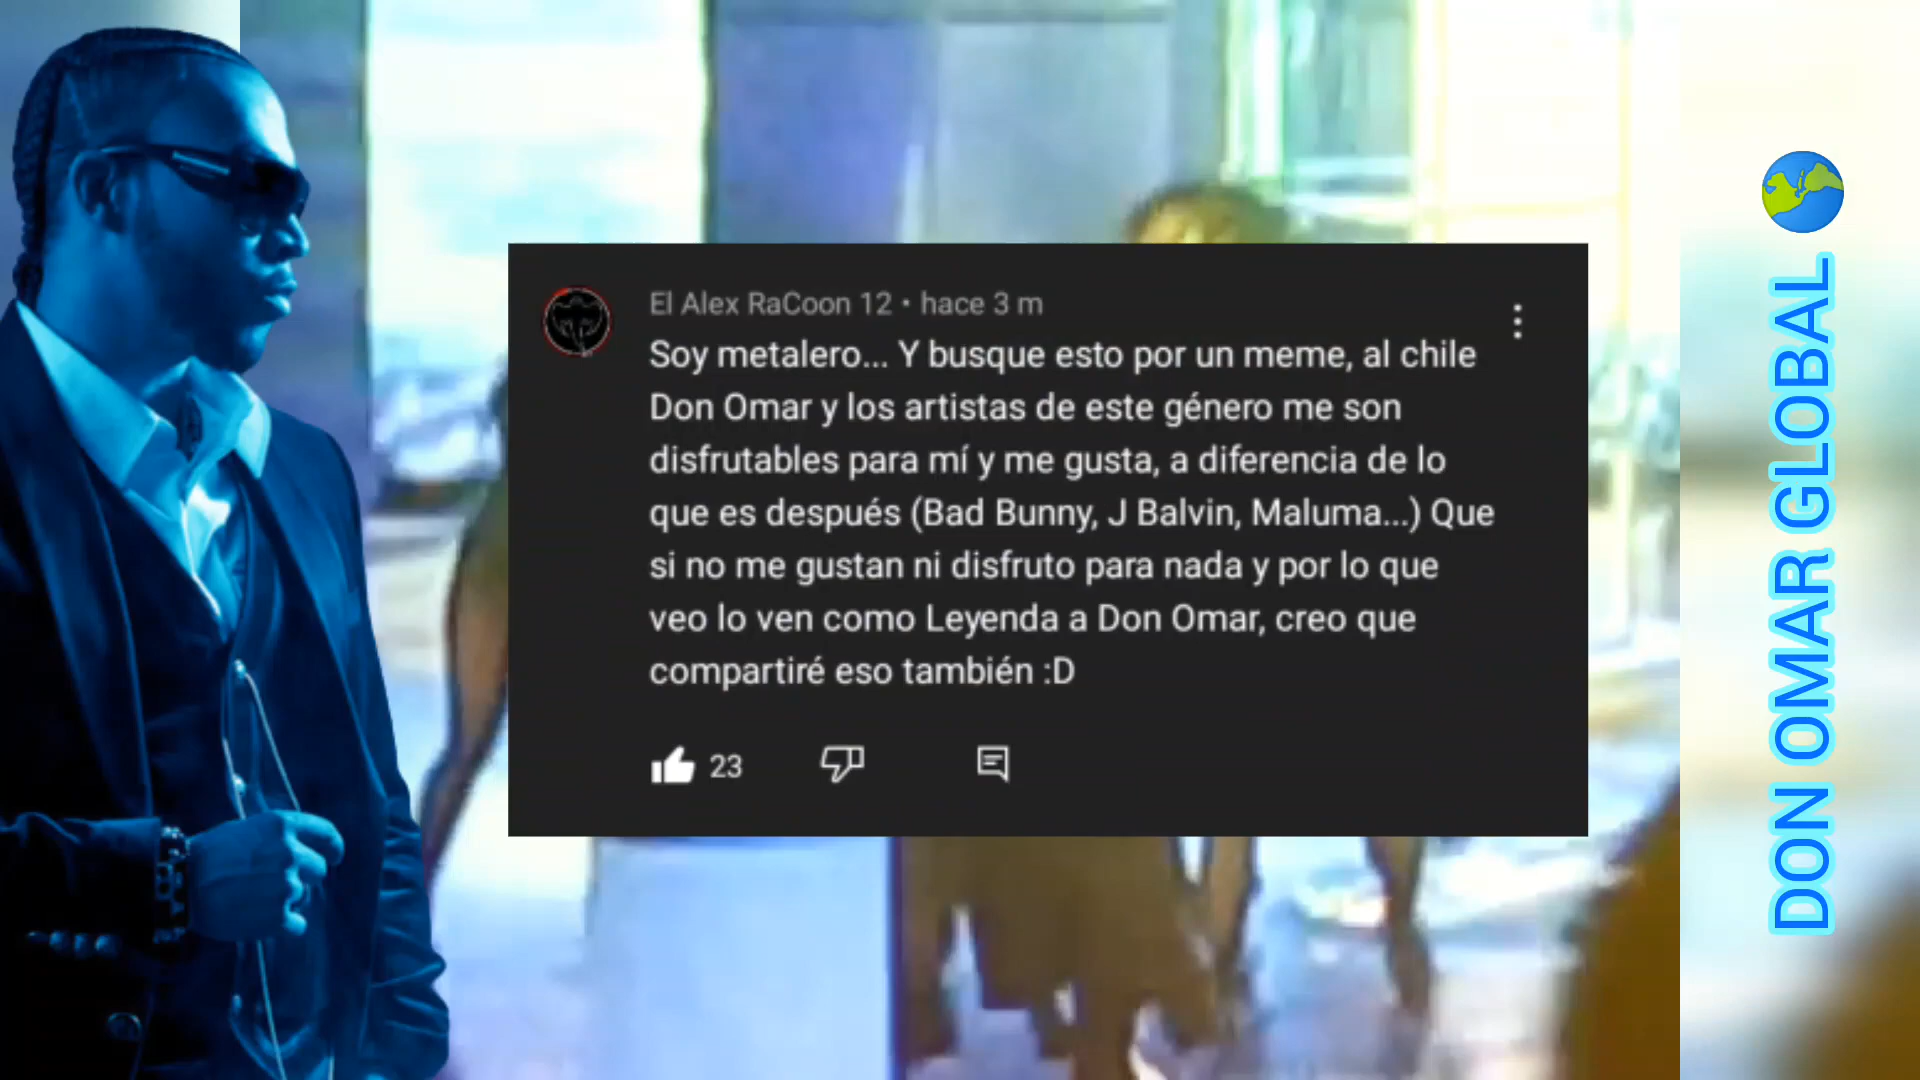 El Alex RaCoon 12 • hace 3 m
Soy metalero... Y busque esto por un meme, al chile
Don Omar y los artistas de este género me son
disfrutables para mí y me gusta, a diferencia de lo
que es después (Bad Bunny, J Balvin, Maluma...) Que
si no me gustan ni disfruto para nada y por lo que
veo lo ven como Leyenda a Don Omar, creo que
compartiré eso también :D
23
DON OMAR GLOBAL